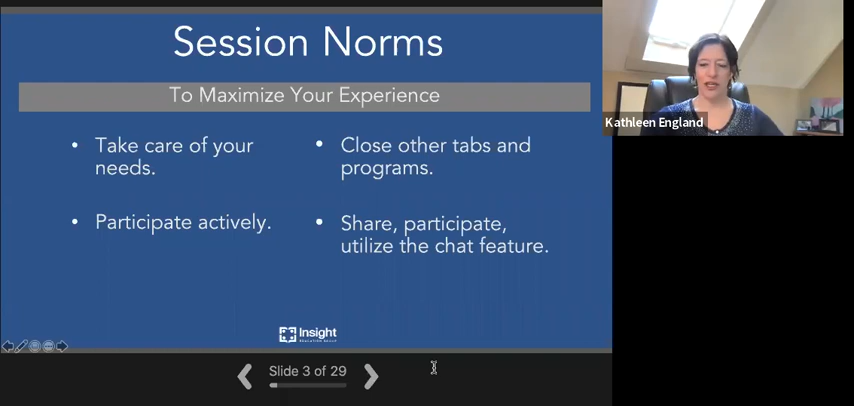 Session Norms
To Maximize Your Experience
• Take care of your
needs.
• Participate actively.
• Close other tabs and
programs.
• Share, participate,
utilize the chat feature.
Insight
Slide 3 of 29
Kathleen England